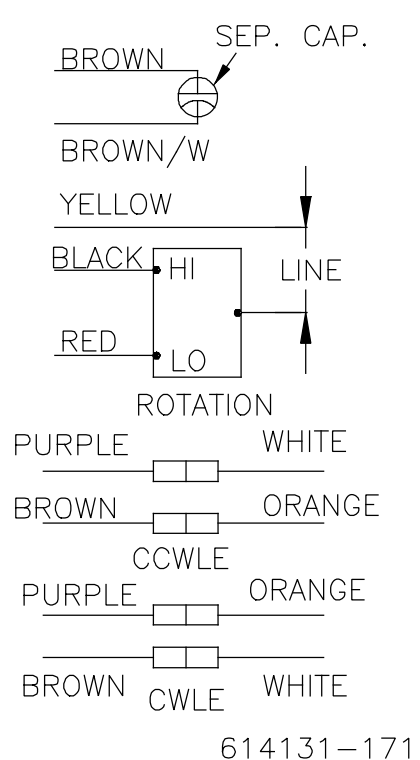 SEP. CAP.
BROWN
BROWN/W
YELLOW
BLACK HI LINE
RED LO
ROTATION
PURPLE WHITE
BROWN ORANGE
CCWLE
PURPLE ORANGE
BROWN CWLE WHITE
614131-171